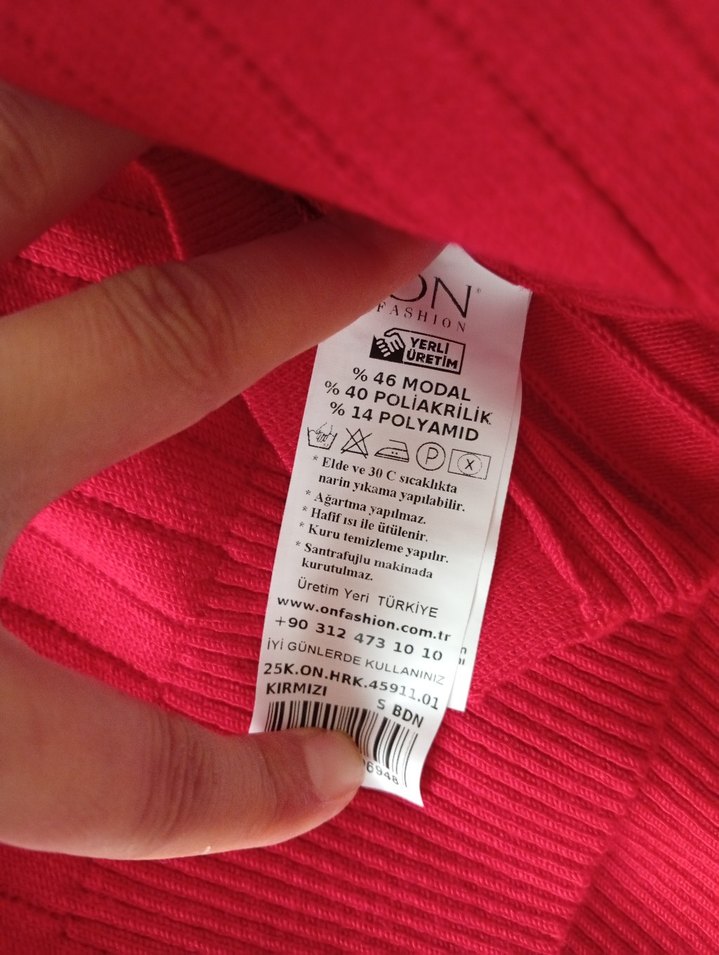 ON
FASHION
YERLİ
ÜRETİM
% 46 MODAL
% 40 POLİAKRİLİK
% 14 POLYAMID
P
X
* Elde ve 30 C sıcaklıkta
narin yıkama yapılabilir.
* Ağartma yapılmaz.
* Hafif ısı ile ütülenir.
* Kuru temizleme yapılır.
* Santrafujlu makinada
kurutulmaz.
Üretim Yeri TÜRKİYE
www.onfashion.com.tr
+90 312 473 10 10
İYİ GÜNLERDE KULLANINIZ
25K.ON.HRK.45911.01
KIRMIZI S BDN
6948